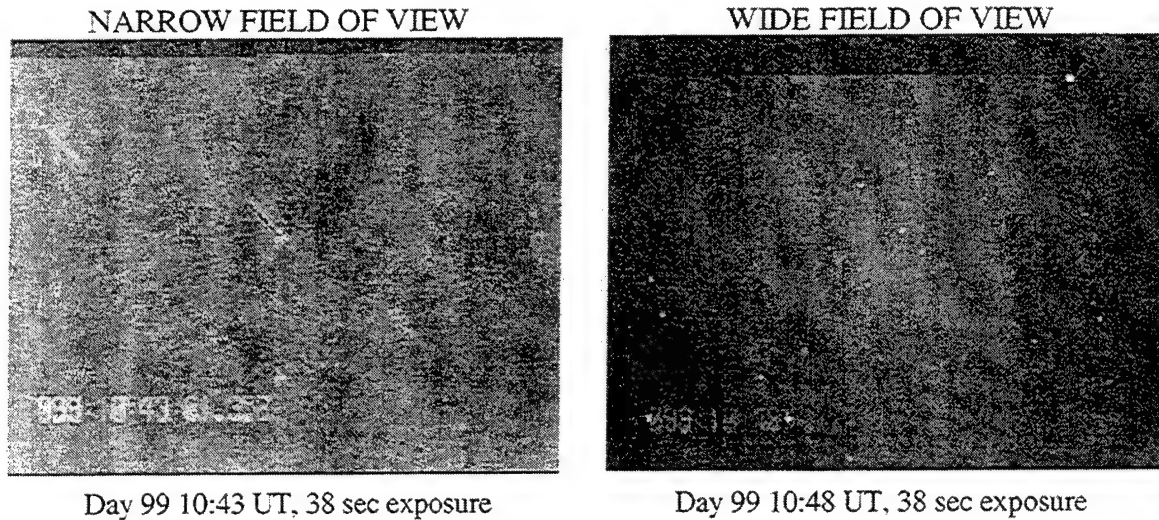 NARROW FIELD OF VIEW
WIDE FIELD OF VIEW
Day 99 10:43 UT, 38 sec exposure
Day 99 10:48 UT, 38 sec exposure